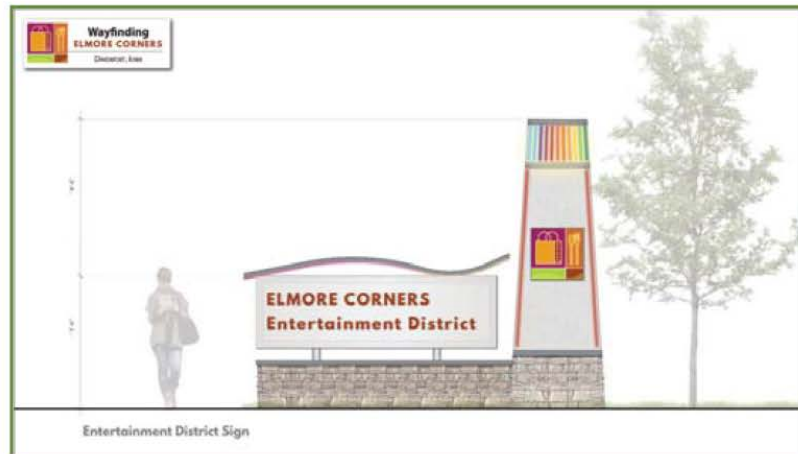 Wayfinding
ELMORE CORNERS
ELMORE CORNERS
Entertainment District
Entertainment District Sign